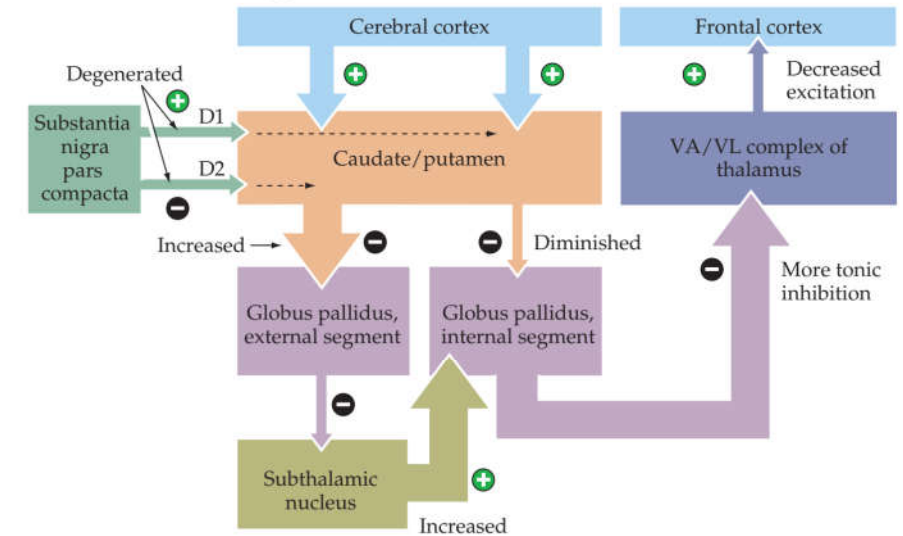 Cerebral cortex
Frontal cortex
Degenerated
+
+
+
+
Decreased
excitation
Substantia
nigra
pars
compacta
D1
D2
Caudate/putamen
VA/VL complex of
thalamus
−
Increased
−
−
Diminished
−
More tonic
inhibition
Globus pallidus,
external segment
Globus pallidus,
internal segment
−
Subthalamic
nucleus
+
Increased